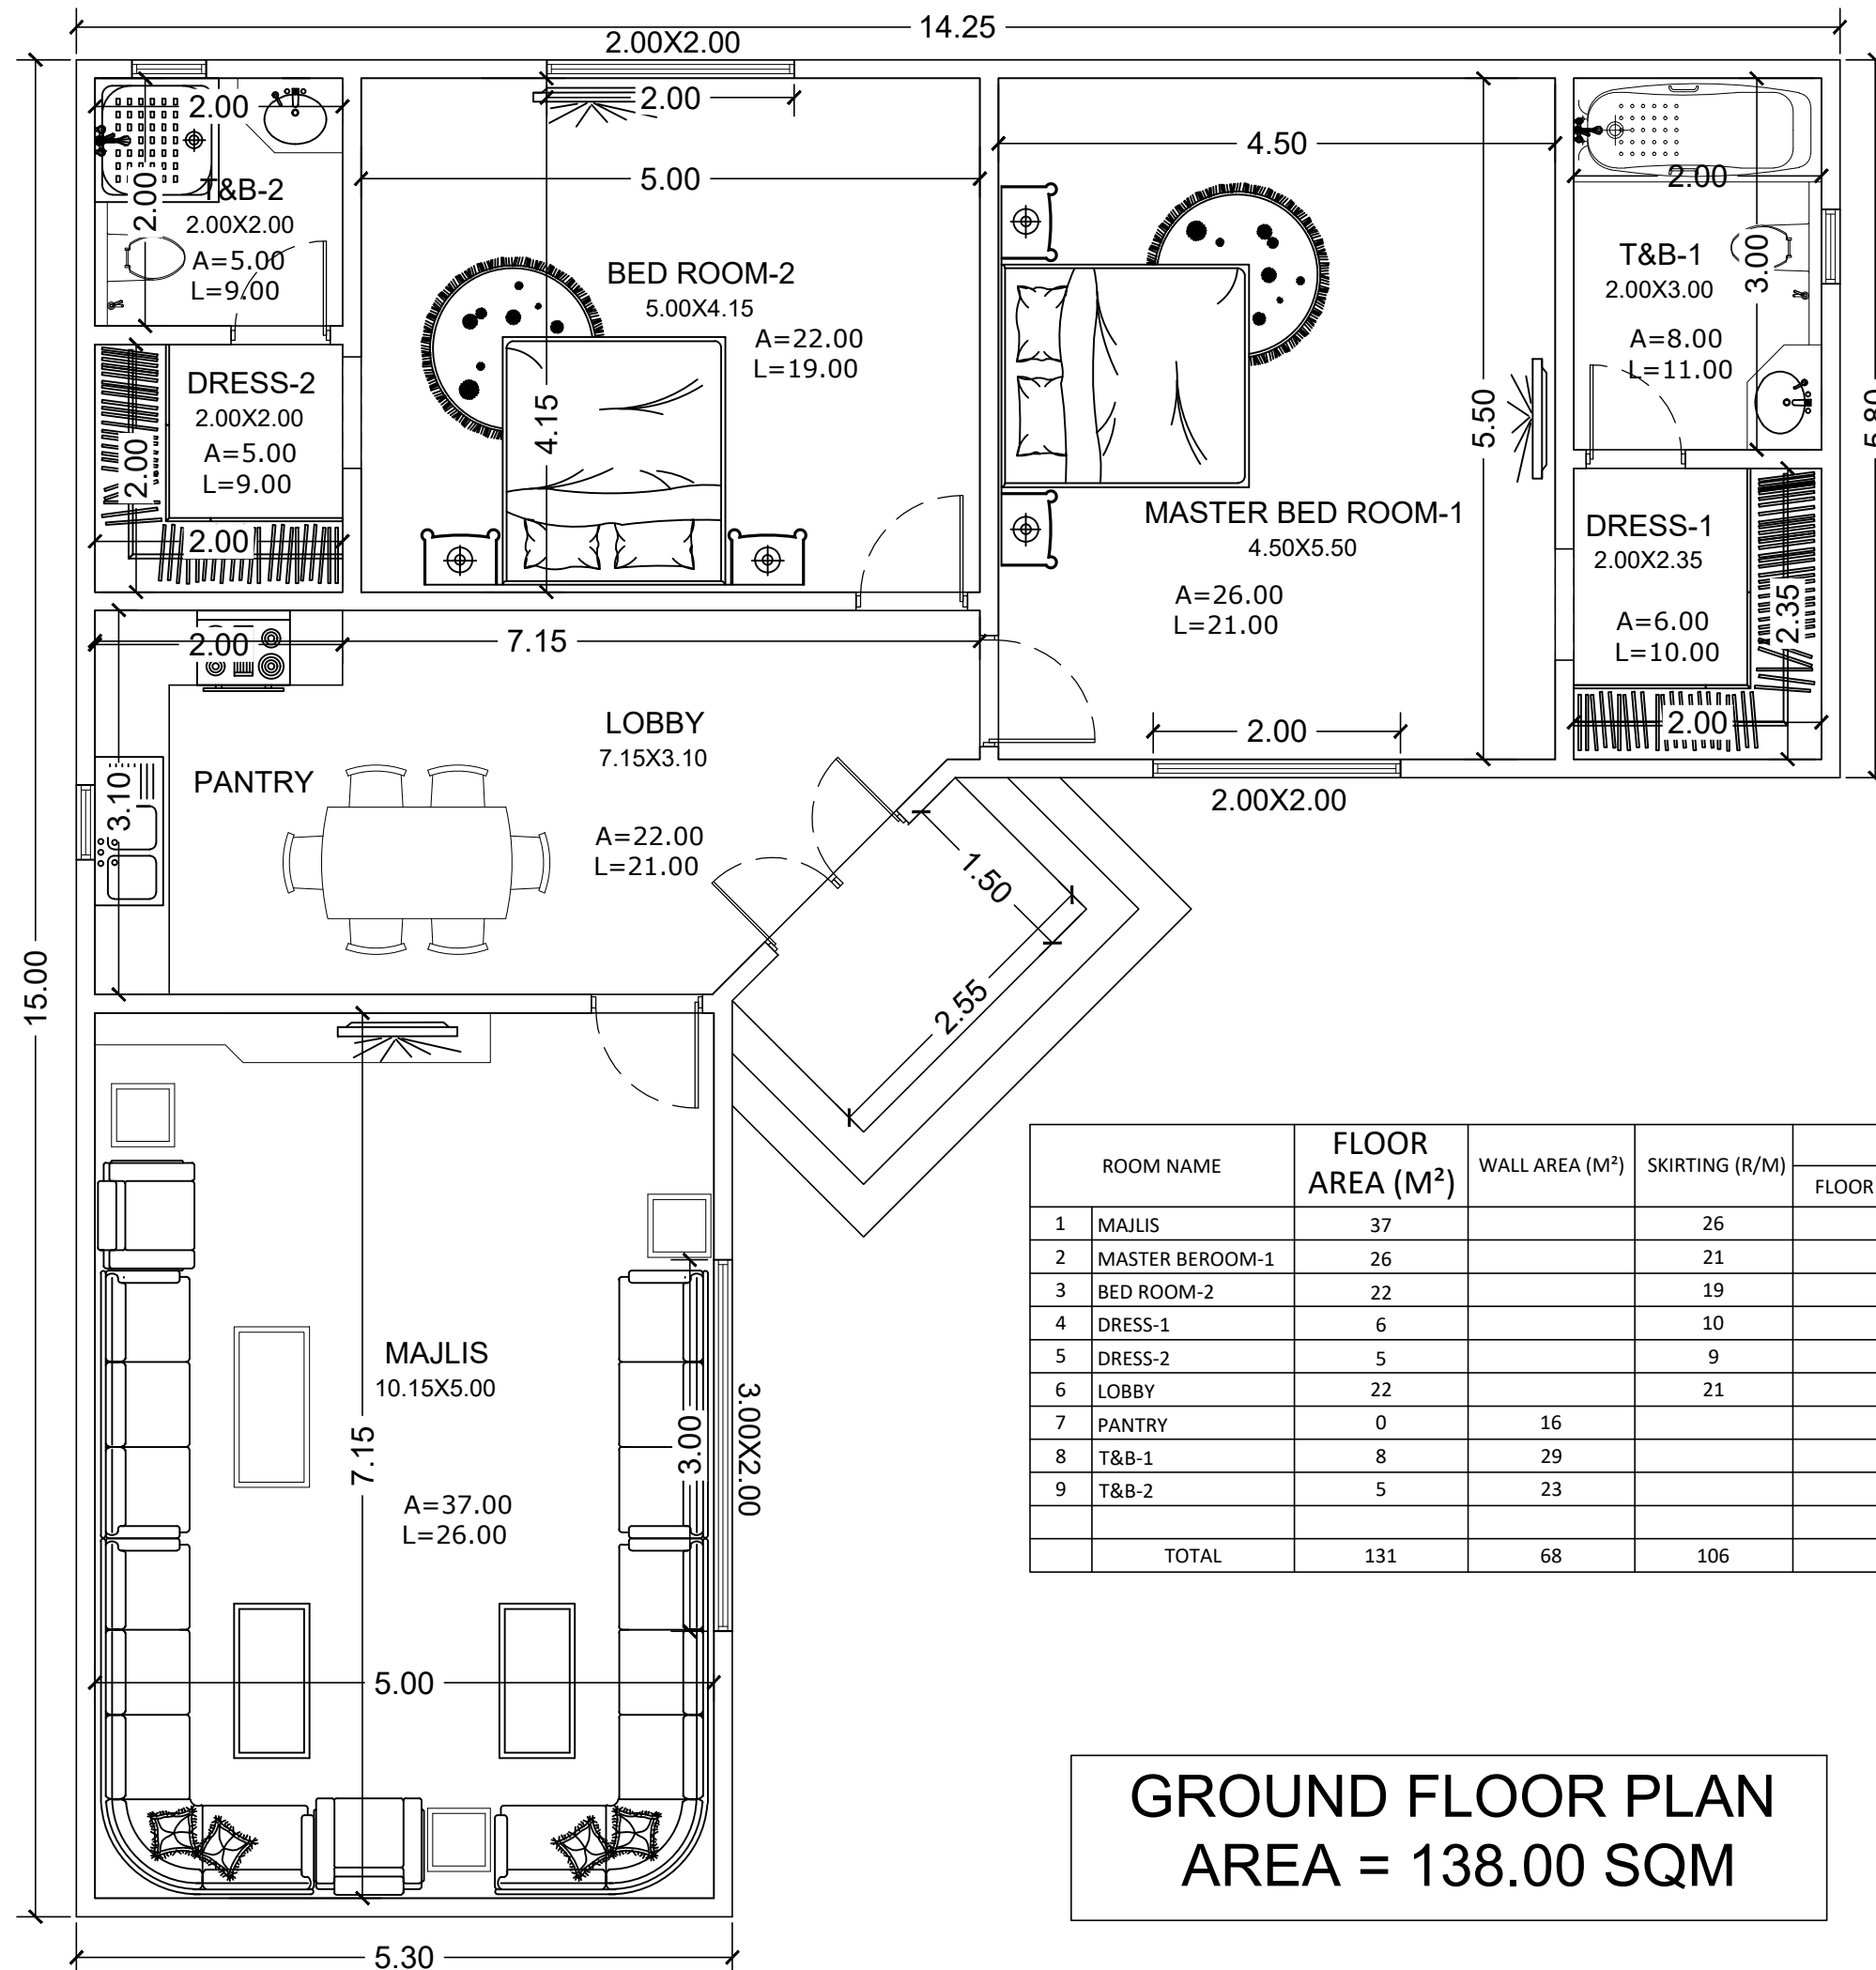 14.25
2.00X2.00
2.00
2.00
5.00
4.50
2.00
2.00
T&B-2
2.00X2.00
A=5.00
L=9.00
BED ROOM-2
5.00X4.15
A=22.00
L=19.00
4.15
T&B-1
2.00X3.00
3.00
A=8.00
L=11.00
5.50
5.80
DRESS-2
2.00X2.00
A=5.00
L=9.00
2.00
2.00
MASTER BED ROOM-1
4.50X5.50
A=26.00
L=21.00
DRESS-1
2.00X2.35
A=6.00
L=10.00
2.35
2.00
2.00
7.15
LOBBY
7.15X3.10
PANTRY
3.10
A=22.00
L=21.00
2.00
2.00X2.00
1.50
2.55
15.00
MAJLIS
10.15X5.00
7.15
A=37.00
L=26.00
3.00
3.00X2.00
5.00
5.30
ROOM NAME FLOOR AREA (M²) WALL AREA (M²) SKIRTING (R/M) FLOOR
1 MAJLIS 37 26
2 MASTER BEROOM-1 26 21
3 BED ROOM-2 22 19
4 DRESS-1 6 10
5 DRESS-2 5 9
6 LOBBY 22 21
7 PANTRY 0 16
8 T&B-1 8 29
9 T&B-2 5 23
TOTAL 131 68 106
GROUND FLOOR PLAN
AREA = 138.00 SQM